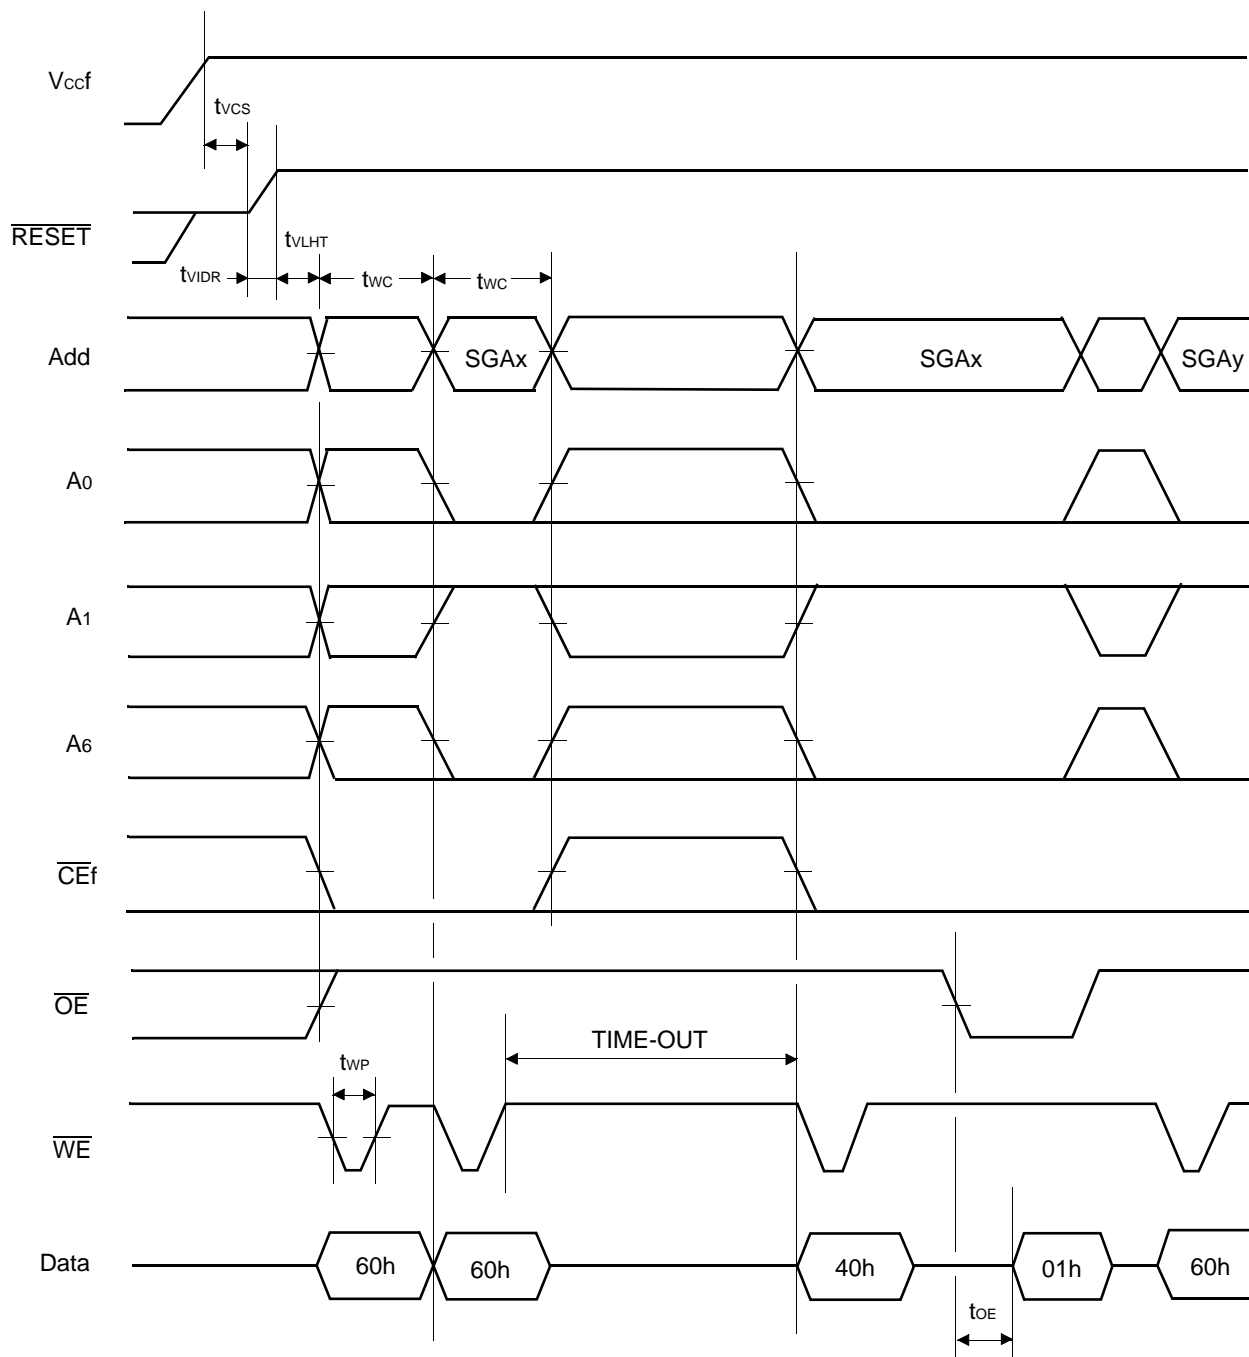 VCCf
tVCS
RESET
tVLHT
tVIDR
tWC
tWC
Add
SGAx
SGAx
SGAy
A0
A1
A6
CEf
OE
TIME-OUT
tWP
WE
Data
60h
60h
40h
01h
60h
tOE